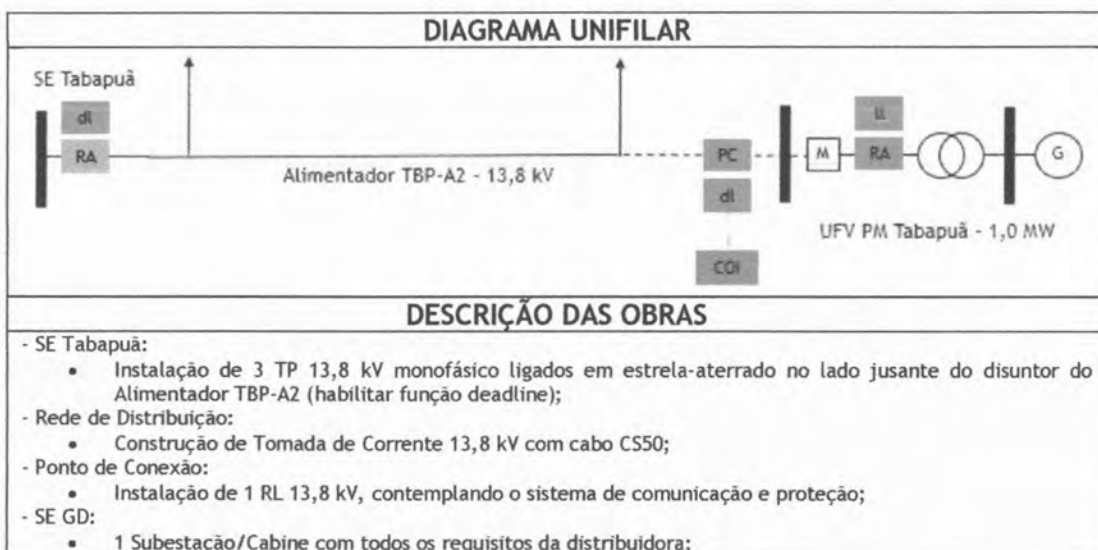 DIAGRAMA UNIFILAR
SE Tabapuã
dl
RA
Alimentador TBP-A2 - 13,8 kV
PC
dl
COI
M
ll
RA
G
UFV PM Tabapuã - 1,0 MW
DESCRIÇÃO DAS OBRAS
- SE Tabapuã:
• Instalação de 3 TP 13,8 kV monofásico ligados em estrela-aterrado no lado jusante do disuntor do
Alimentador TBP-A2 (habilitar função deadline);
- Rede de Distribuição:
• Construção de Tomada de Corrente 13,8 kV com cabo CS50;
- Ponto de Conexão:
• Instalação de 1 RL 13,8 kV, contemplando o sistema de comunicação e proteção;
- SE GD:
• 1 Subestação/Cabine com todos os requisitos da distribuidora;